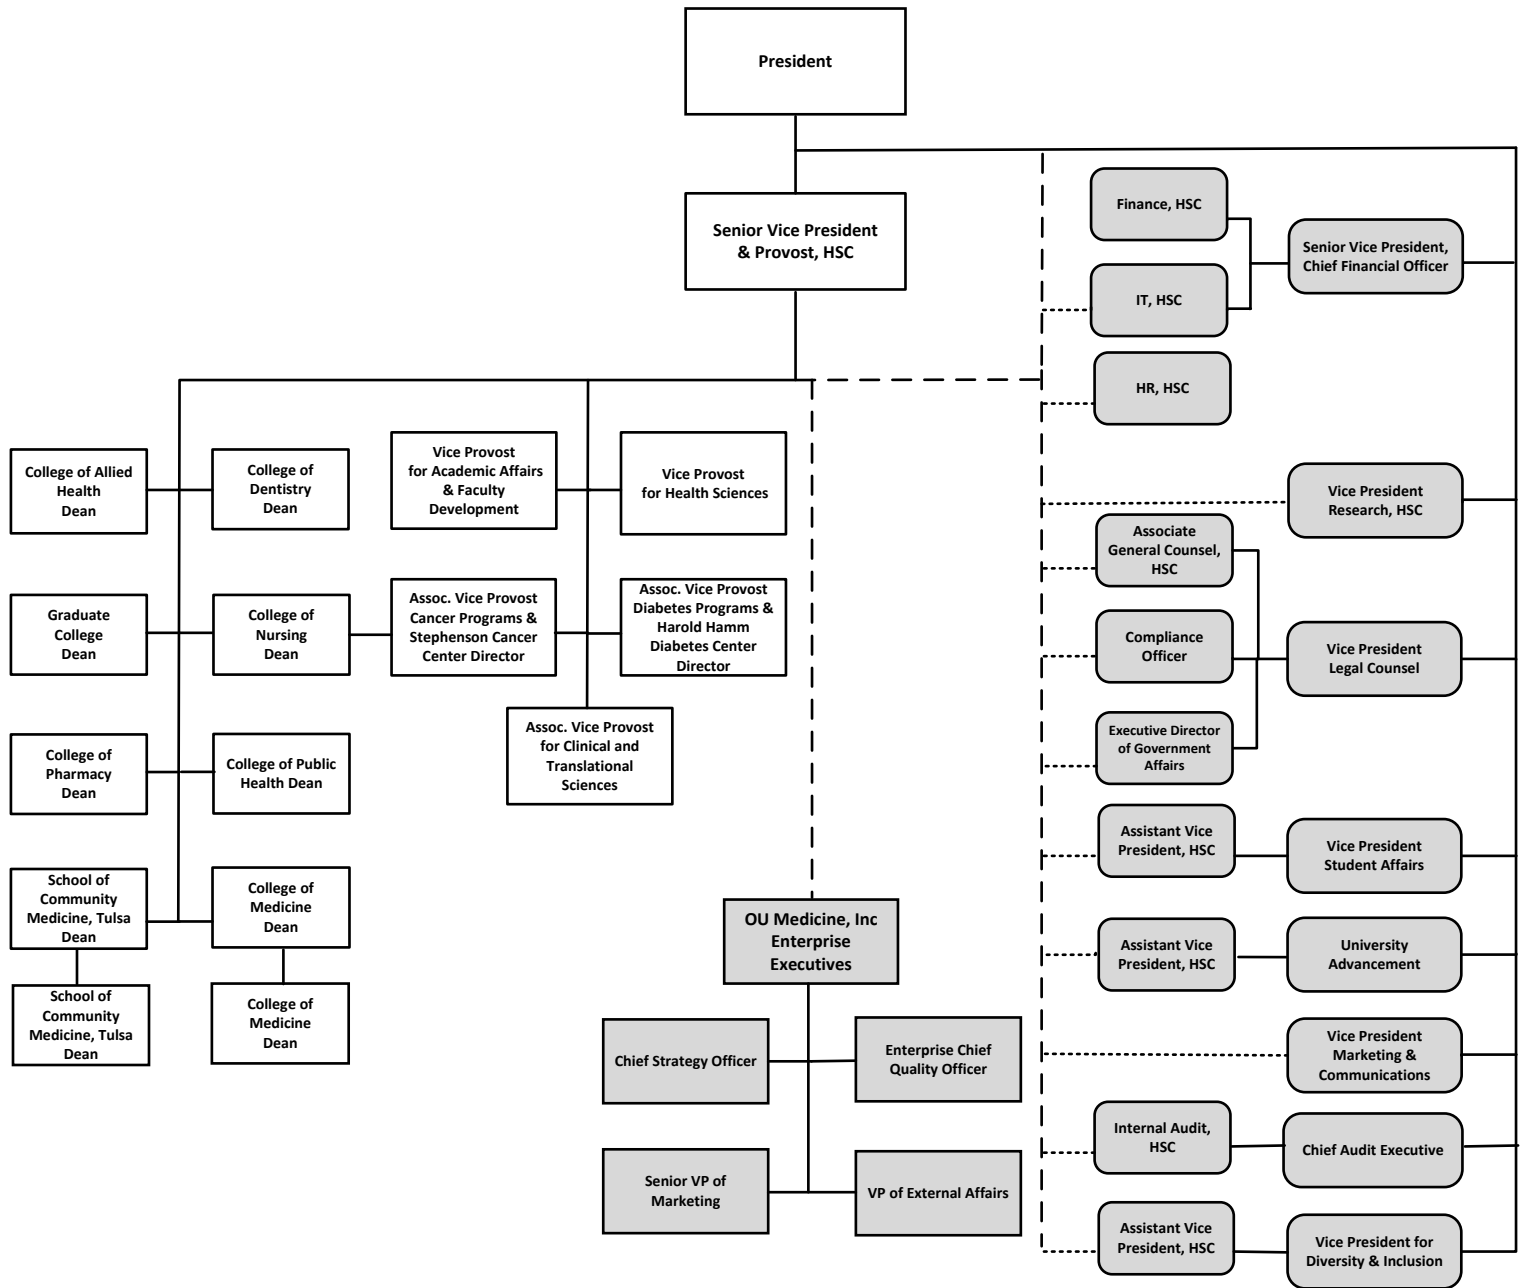 President
Senior Vice President
& Provost, HSC
Finance, HSC
Senior Vice President,
Chief Financial Officer
IT, HSC
HR, HSC
College of Allied
Health
Dean
College of
Dentistry
Dean
Vice Provost
for Academic Affairs
& Faculty
Development
Vice Provost
for Health Sciences
Vice President
Research, HSC
Associate
General Counsel,
HSC
Graduate
College
Dean
College of
Nursing
Dean
Assoc. Vice Provost
Cancer Programs &
Stephenson Cancer
Center Director
Assoc. Vice Provost
Diabetes Programs &
Harold Hamm
Diabetes Center
Director
Compliance
Officer
Vice President
Legal Counsel
Assoc. Vice Provost
for Clinical and
Translational
Sciences
Executive Director
of Government
Affairs
College of
Pharmacy
Dean
College of Public
Health Dean
Assistant Vice
President, HSC
Vice President
Student Affairs
School of
Community
Medicine, Tulsa
Dean
College of
Medicine
Dean
OU Medicine, Inc
Enterprise
Executives
Assistant Vice
President, HSC
University
Advancement
School of
Community
Medicine, Tulsa
Dean
College of
Medicine
Dean
Chief Strategy Officer
Enterprise Chief
Quality Officer
Vice President
Marketing &
Communications
Internal Audit,
HSC
Chief Audit Executive
Senior VP of
Marketing
VP of External Affairs
Assistant Vice
President, HSC
Vice President for
Diversity & Inclusion